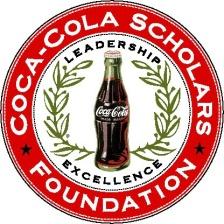 COCA-COLA SCHOLARS
LEADERSHIP
Coca-Cola
EXCELLENCE
FOUNDATION